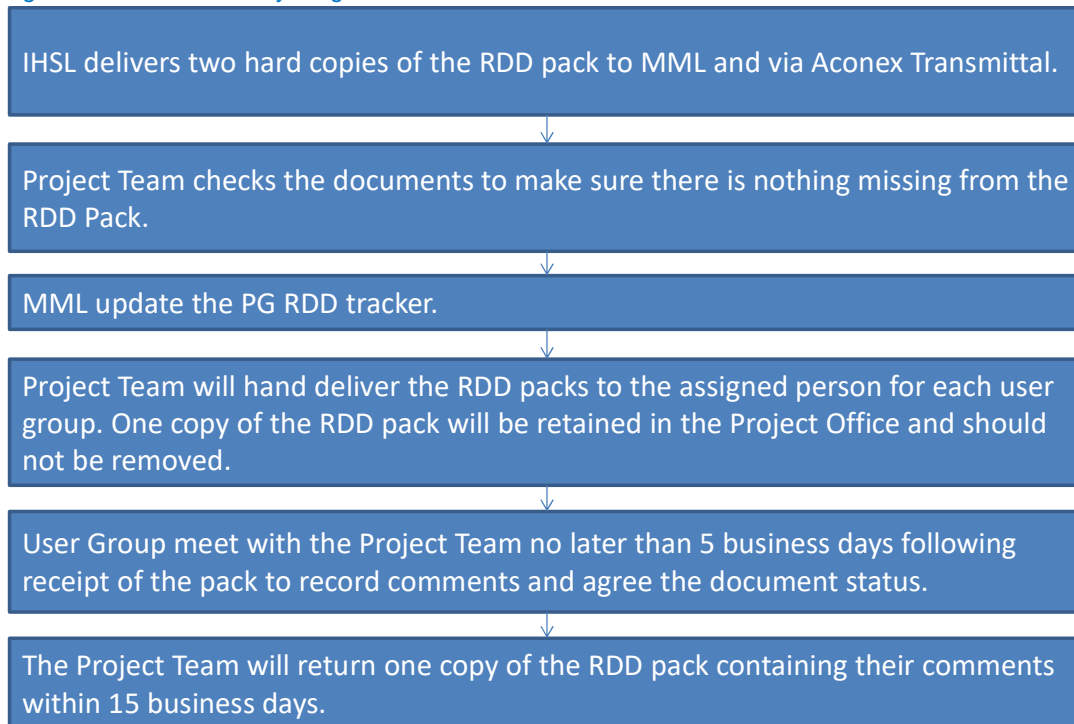 IHSL delivers two hard copies of the RDD pack to MML and via Aconex Transmittal.
Project Team checks the documents to make sure there is nothing missing from the
RDD Pack.
MML update the PG RDD tracker.
Project Team will hand deliver the RDD packs to the assigned person for each user
group. One copy of the RDD pack will be retained in the Project Office and should
not be removed.
User Group meet with the Project Team no later than 5 business days following
receipt of the pack to record comments and agree the document status.
The Project Team will return one copy of the RDD pack containing their comments
within 15 business days.